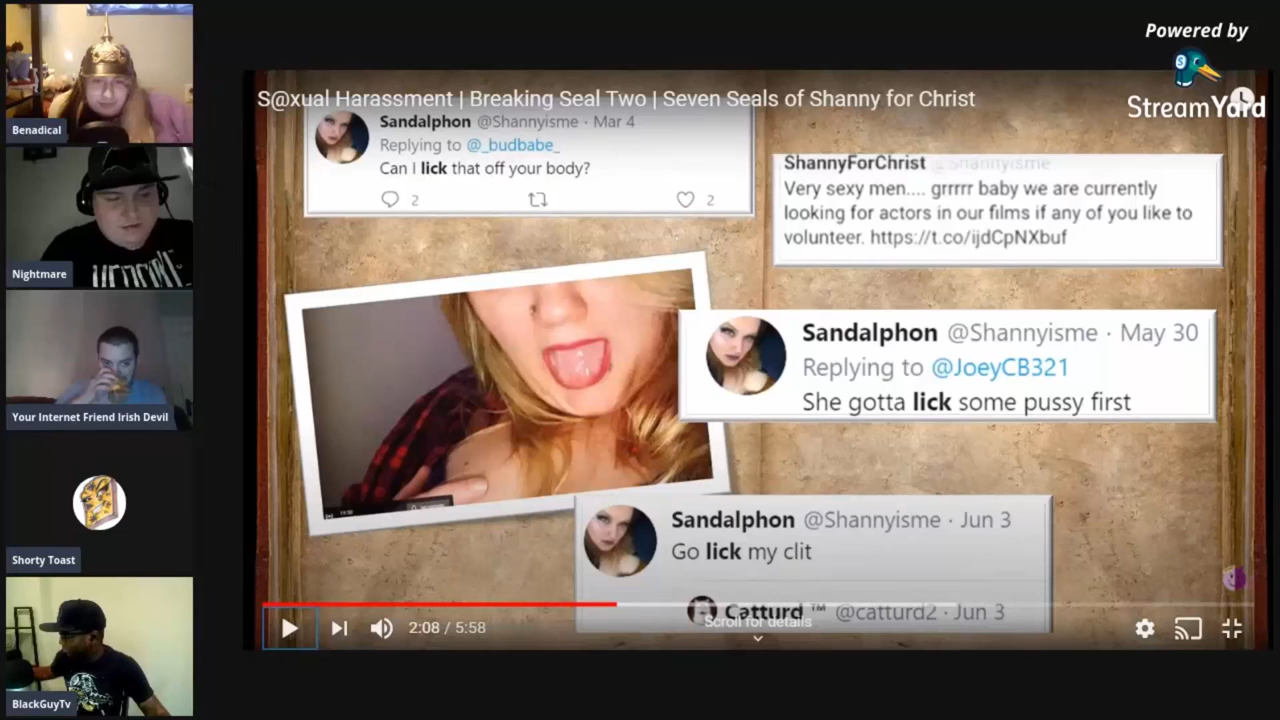 Powered by
StreamYard
Benadical
Nightmare
Your Internet Friend Irish Devil
Shorty Toast
BlackGuyTv
S@xual Harassment | Breaking Seal Two | Seven Seals of Shanny for Christ
Sandalphon @Shannyisme · Mar 4
Replying to @_budbabe_
Can I lick that off your body?
2
2
ShannyForChrist @Shannyisme
Very sexy men.... grrrrr baby we are currently
looking for actors in our films if any of you like to
volunteer. https://t.co/ijdCpNXbuf
Sandalphon @Shannyisme · May 30
Replying to @JoeyCB321
She gotta lick some pussy first
Sandalphon @Shannyisme · Jun 3
Go lick my clit
Catturd ™ @catturd2 · Jun 3
Scroll for details
2:08 / 5:58